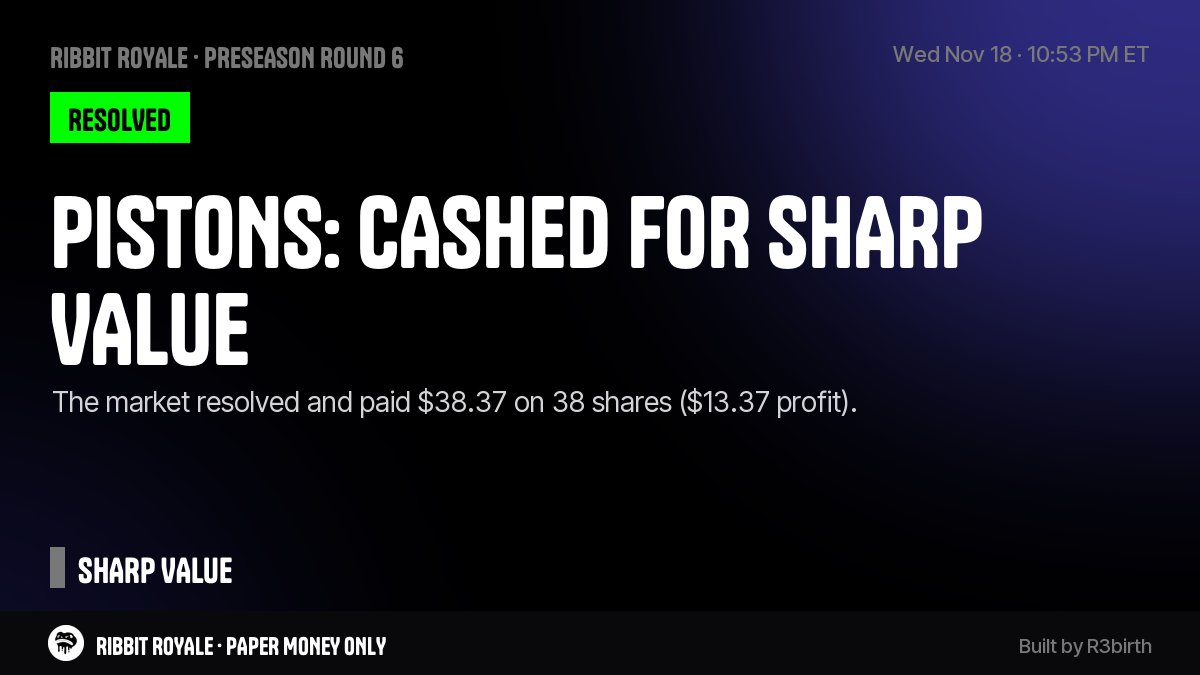 RIBBIT ROYALE · PRESEASON ROUND 6
Wed Nov 18 · 10:53 PM ET
RESOLVED
PISTONS: CASHED FOR SHARP
VALUE
The market resolved and paid $38.37 on 38 shares ($13.37 profit).
SHARP VALUE
RIBBIT ROYALE · PAPER MONEY ONLY
Built by R3birth